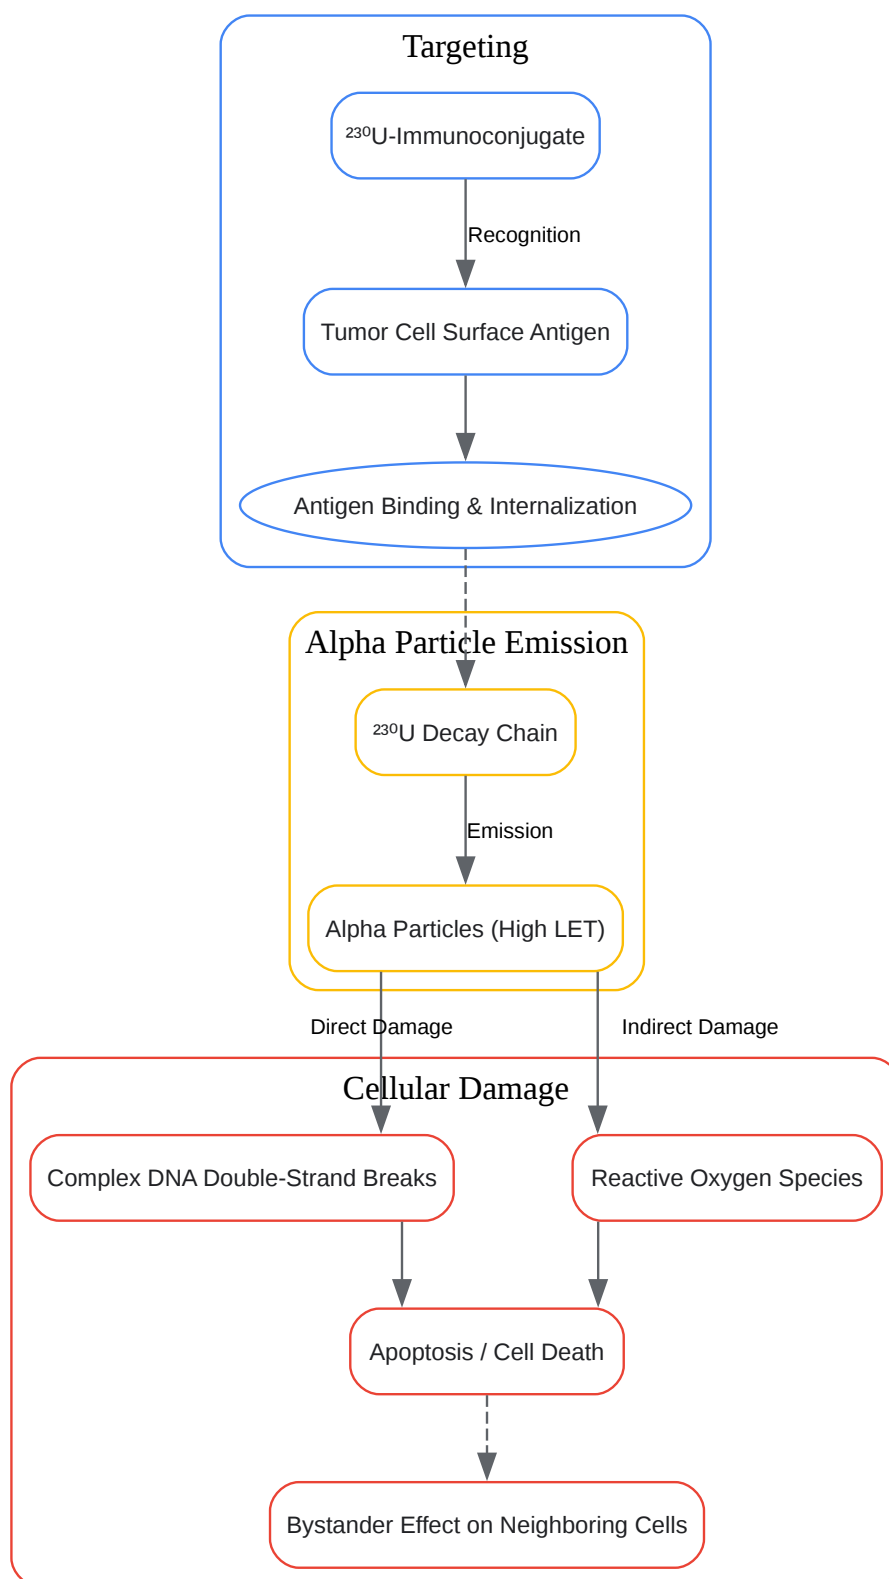 Targeting
²³⁰U-Immunoconjugate
Recognition
Tumor Cell Surface Antigen
Antigen Binding & Internalization
Alpha Particle Emission
²³⁰U Decay Chain
Emission
Alpha Particles (High LET)
Direct Damage
Indirect Damage
Cellular Damage
Complex DNA Double-Strand Breaks
Reactive Oxygen Species
Apoptosis / Cell Death
Bystander Effect on Neighboring Cells